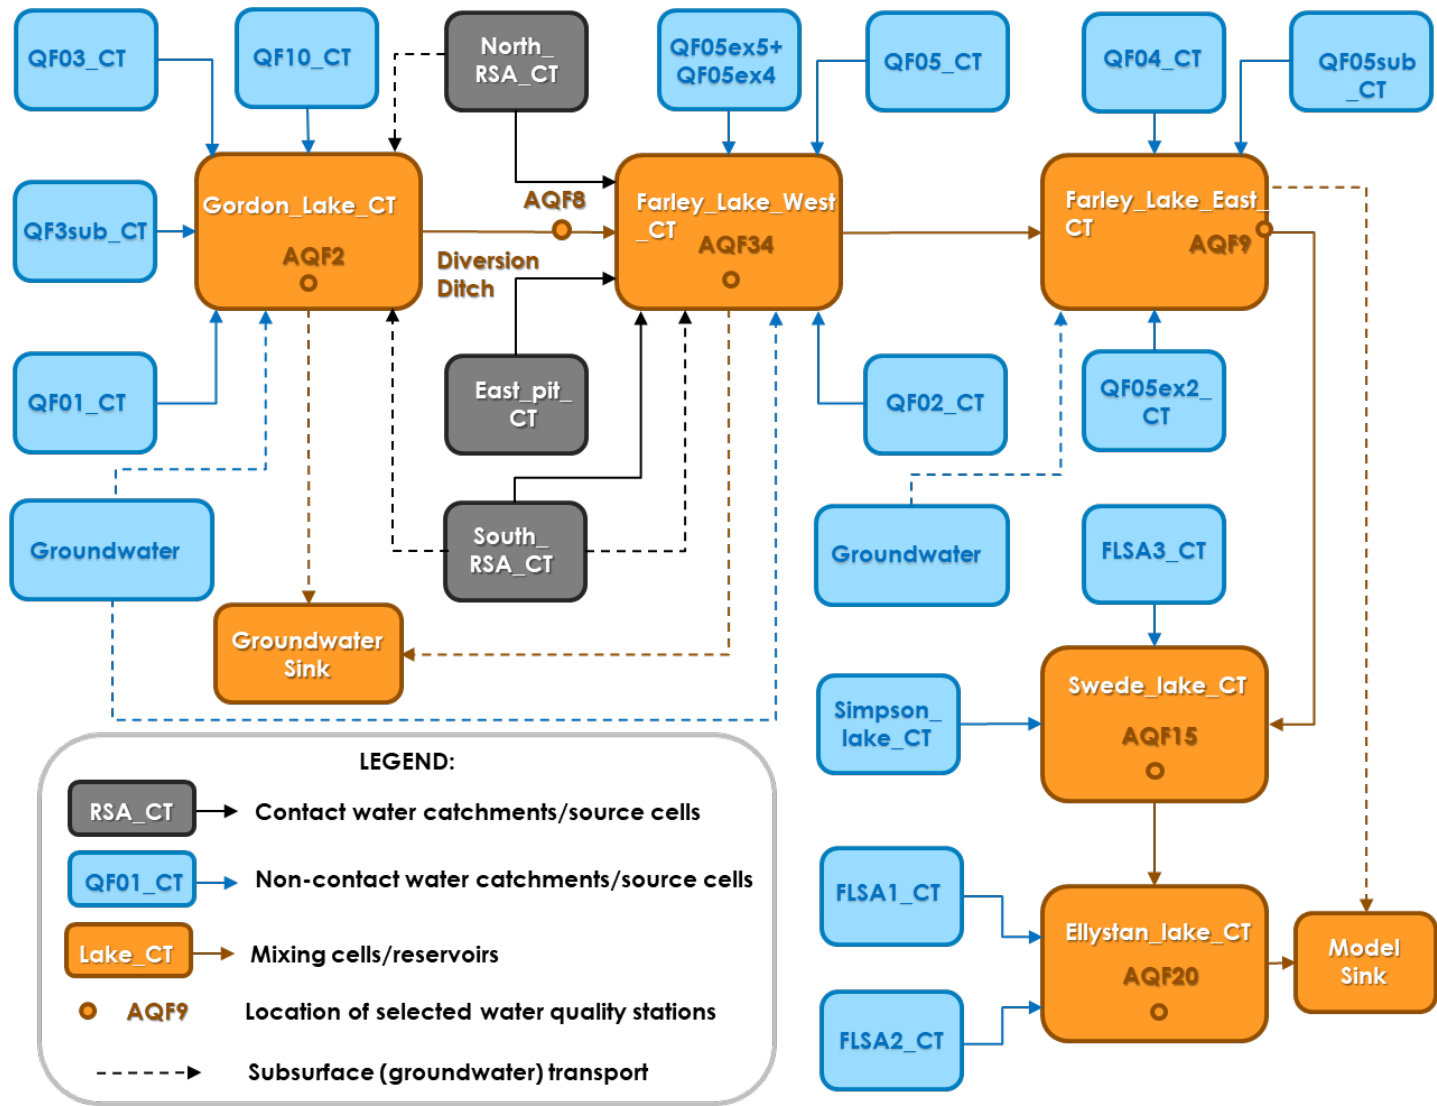 QF03_CT
QF10_CT
North_
RSA_CT
QF05ex5+
QF05ex4
QF05_CT
QF04_CT
QF05sub
_CT
QF3sub_CT
Gordon_Lake_CT
AQF2
AQF8
Diversion
Ditch
Farley_Lake_West
_CT
AQF34
Farley_Lake_East_
CT
AQF9
QF01_CT
East_pit_
CT
QF02_CT
QF05ex2_
CT
Groundwater
South_
RSA_CT
Groundwater
FLSA3_CT
Groundwater
Sink
Simpson_
lake_CT
Swede_lake_CT
AQF15
FLSA1_CT
Ellystan_lake_CT
AQF20
Model
Sink
FLSA2_CT
LEGEND:
RSA_CT
Contact water catchments/source cells
QF01_CT
Non-contact water catchments/source cells
Lake_CT
Mixing cells/reservoirs
AQF9
Location of selected water quality stations
Subsurface (groundwater) transport